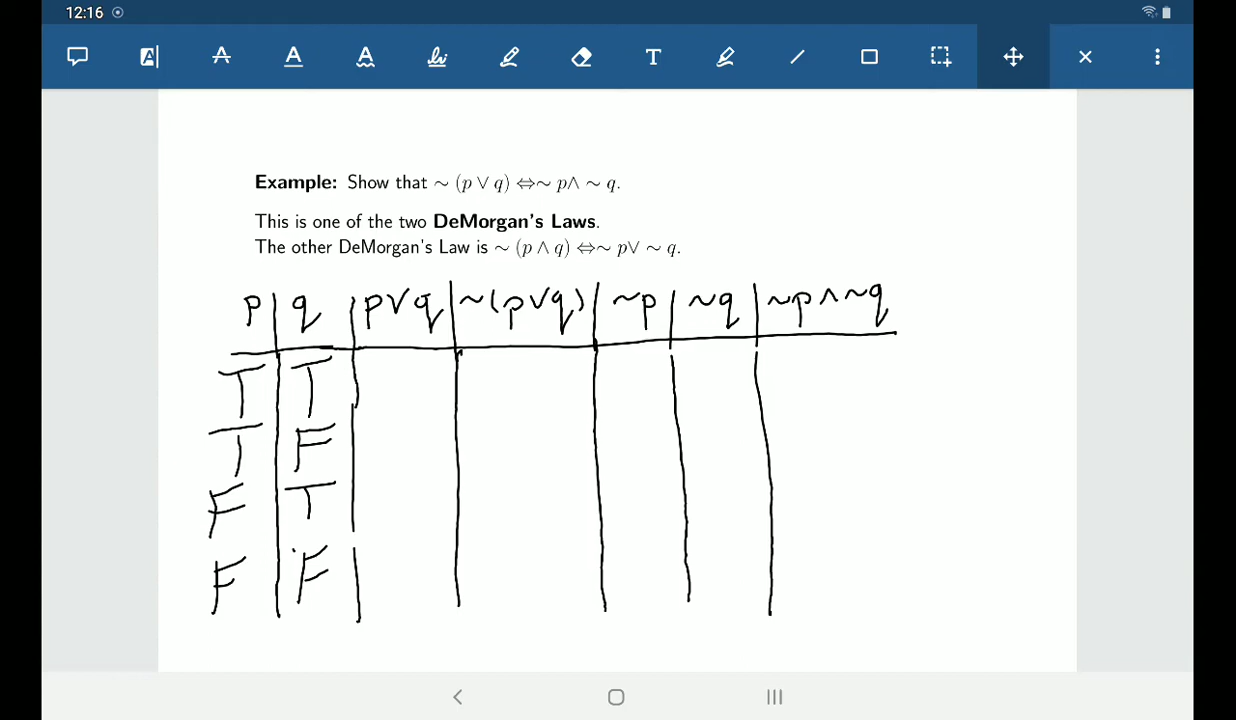 12:16
A A A A T
Example: Show that ∼ (p ∨ q) ⇔∼ p∧ ∼ q.
This is one of the two DeMorgan's Laws.
The other DeMorgan's Law is ∼ (p ∧ q) ⇔∼ p∨ ∼ q.
p q p∨q ~(p∨q) ~p ~q ~p∧~q
T T
T F
F T
F F